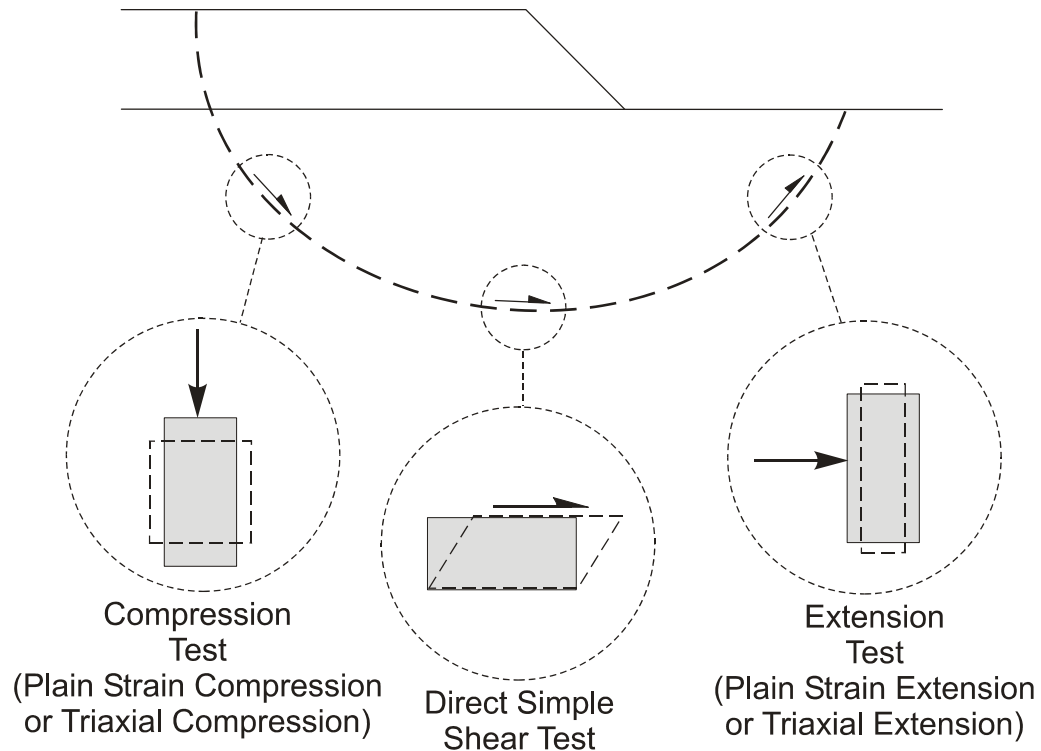 Compression
Test
(Plain Strain Compression
or Triaxial Compression)
Direct Simple
Shear Test
Extension
Test
(Plain Strain Extension
or Triaxial Extension)